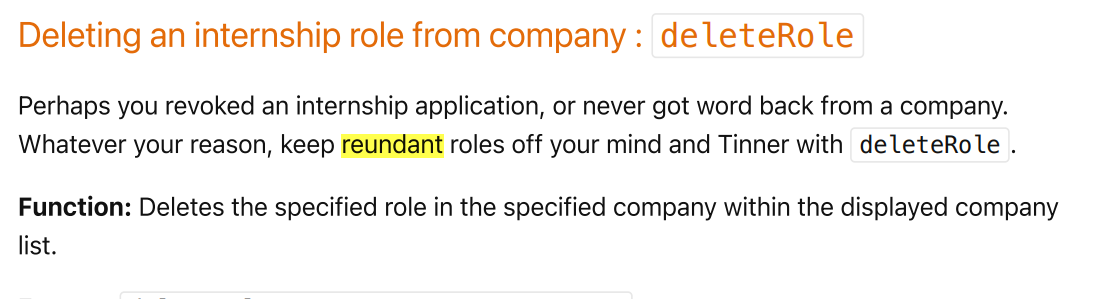 Deleting an internship role from company : deleteRole
Perhaps you revoked an internship application, or never got word back from a company.
Whatever your reason, keep reundant roles off your mind and Tinner with deleteRole .
Function: Deletes the specified role in the specified company within the displayed company
list.